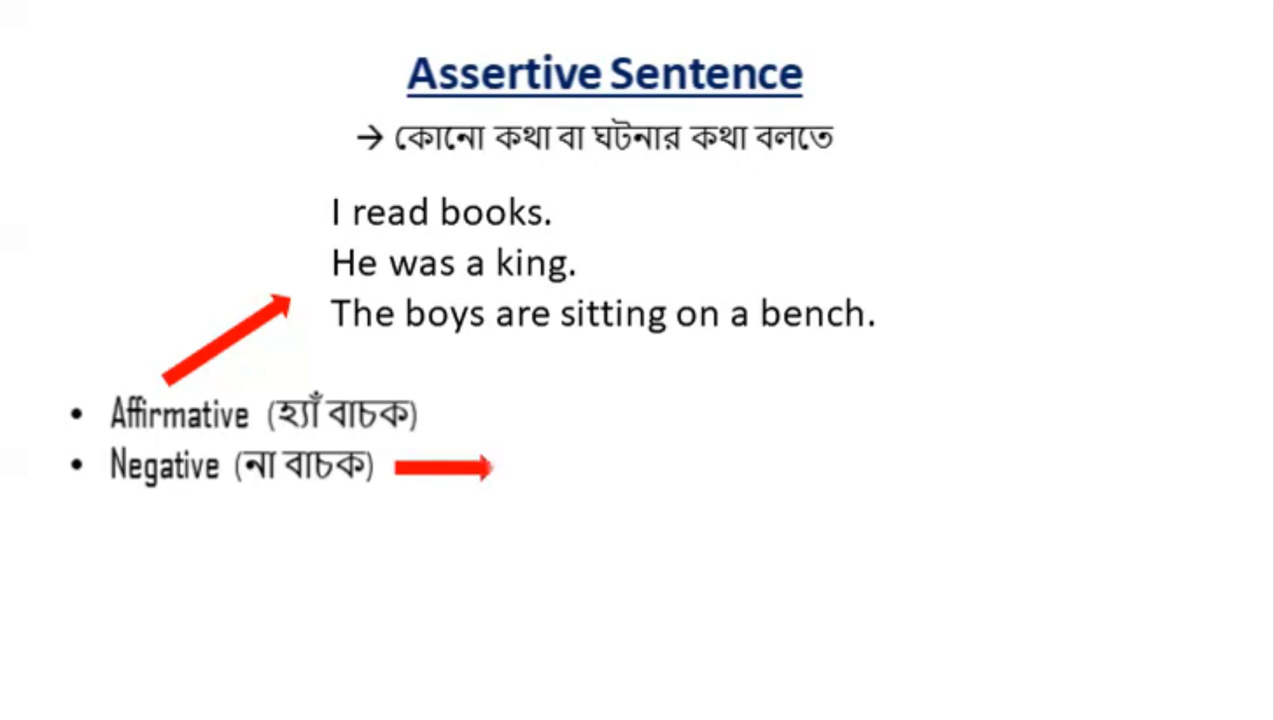 Assertive Sentence
→ কোনো কথা বা ঘটনার কথা বলতে
I read books.
He was a king.
The boys are sitting on a bench.
• Affirmative (হ্যাঁ বাচক)
• Negative (না বাচক)